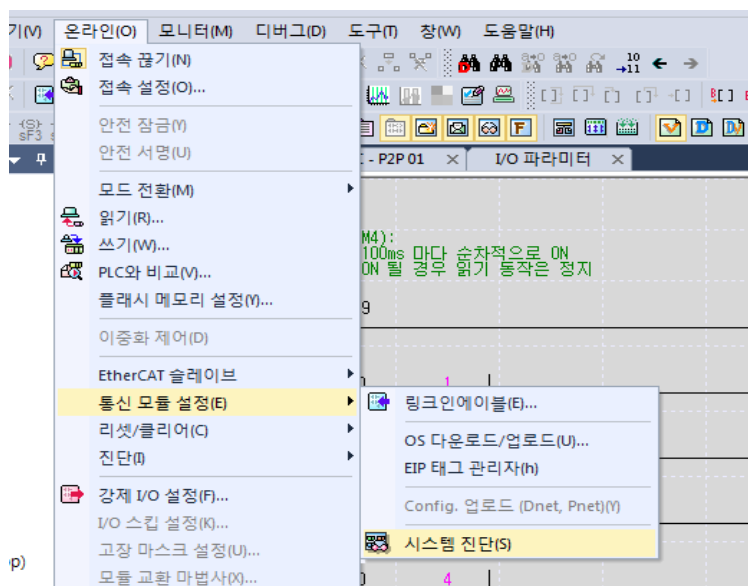 기(V) 온라인(O) 모니터(M) 디버그(D) 도구(T) 창(W) 도움말(H)
접속 끊기(N)
접속 설정(O)...
안전 잠금(Y)
안전 서명(U)
모드 전환(M)
읽기(R)...
쓰기(W)...
PLC와 비교(V)...
플래시 메모리 설정(Y)...
이중화 제어(D)
EtherCAT 슬레이브
통신 모듈 설정(E)
리셋/클리어(C)
진단(I)
강제 I/O 설정(F)...
I/O 스킵 설정(K)...
고장 마스크 설정(U)...
모듈 교환 마법사(X)...
링크인에이블(E)...
OS 다운로드/업로드(U)...
EIP 태그 관리자(h)
Config. 업로드 (Dnet, Pnet)(Y)
시스템 진단(S)
10
11
(S)
sF3
- P2P 01
I/O 파라미터
M4):
100ms 마다 순차적으로 ON
ON 될 경우 읽기 동작은 정지
9
1
4
op)